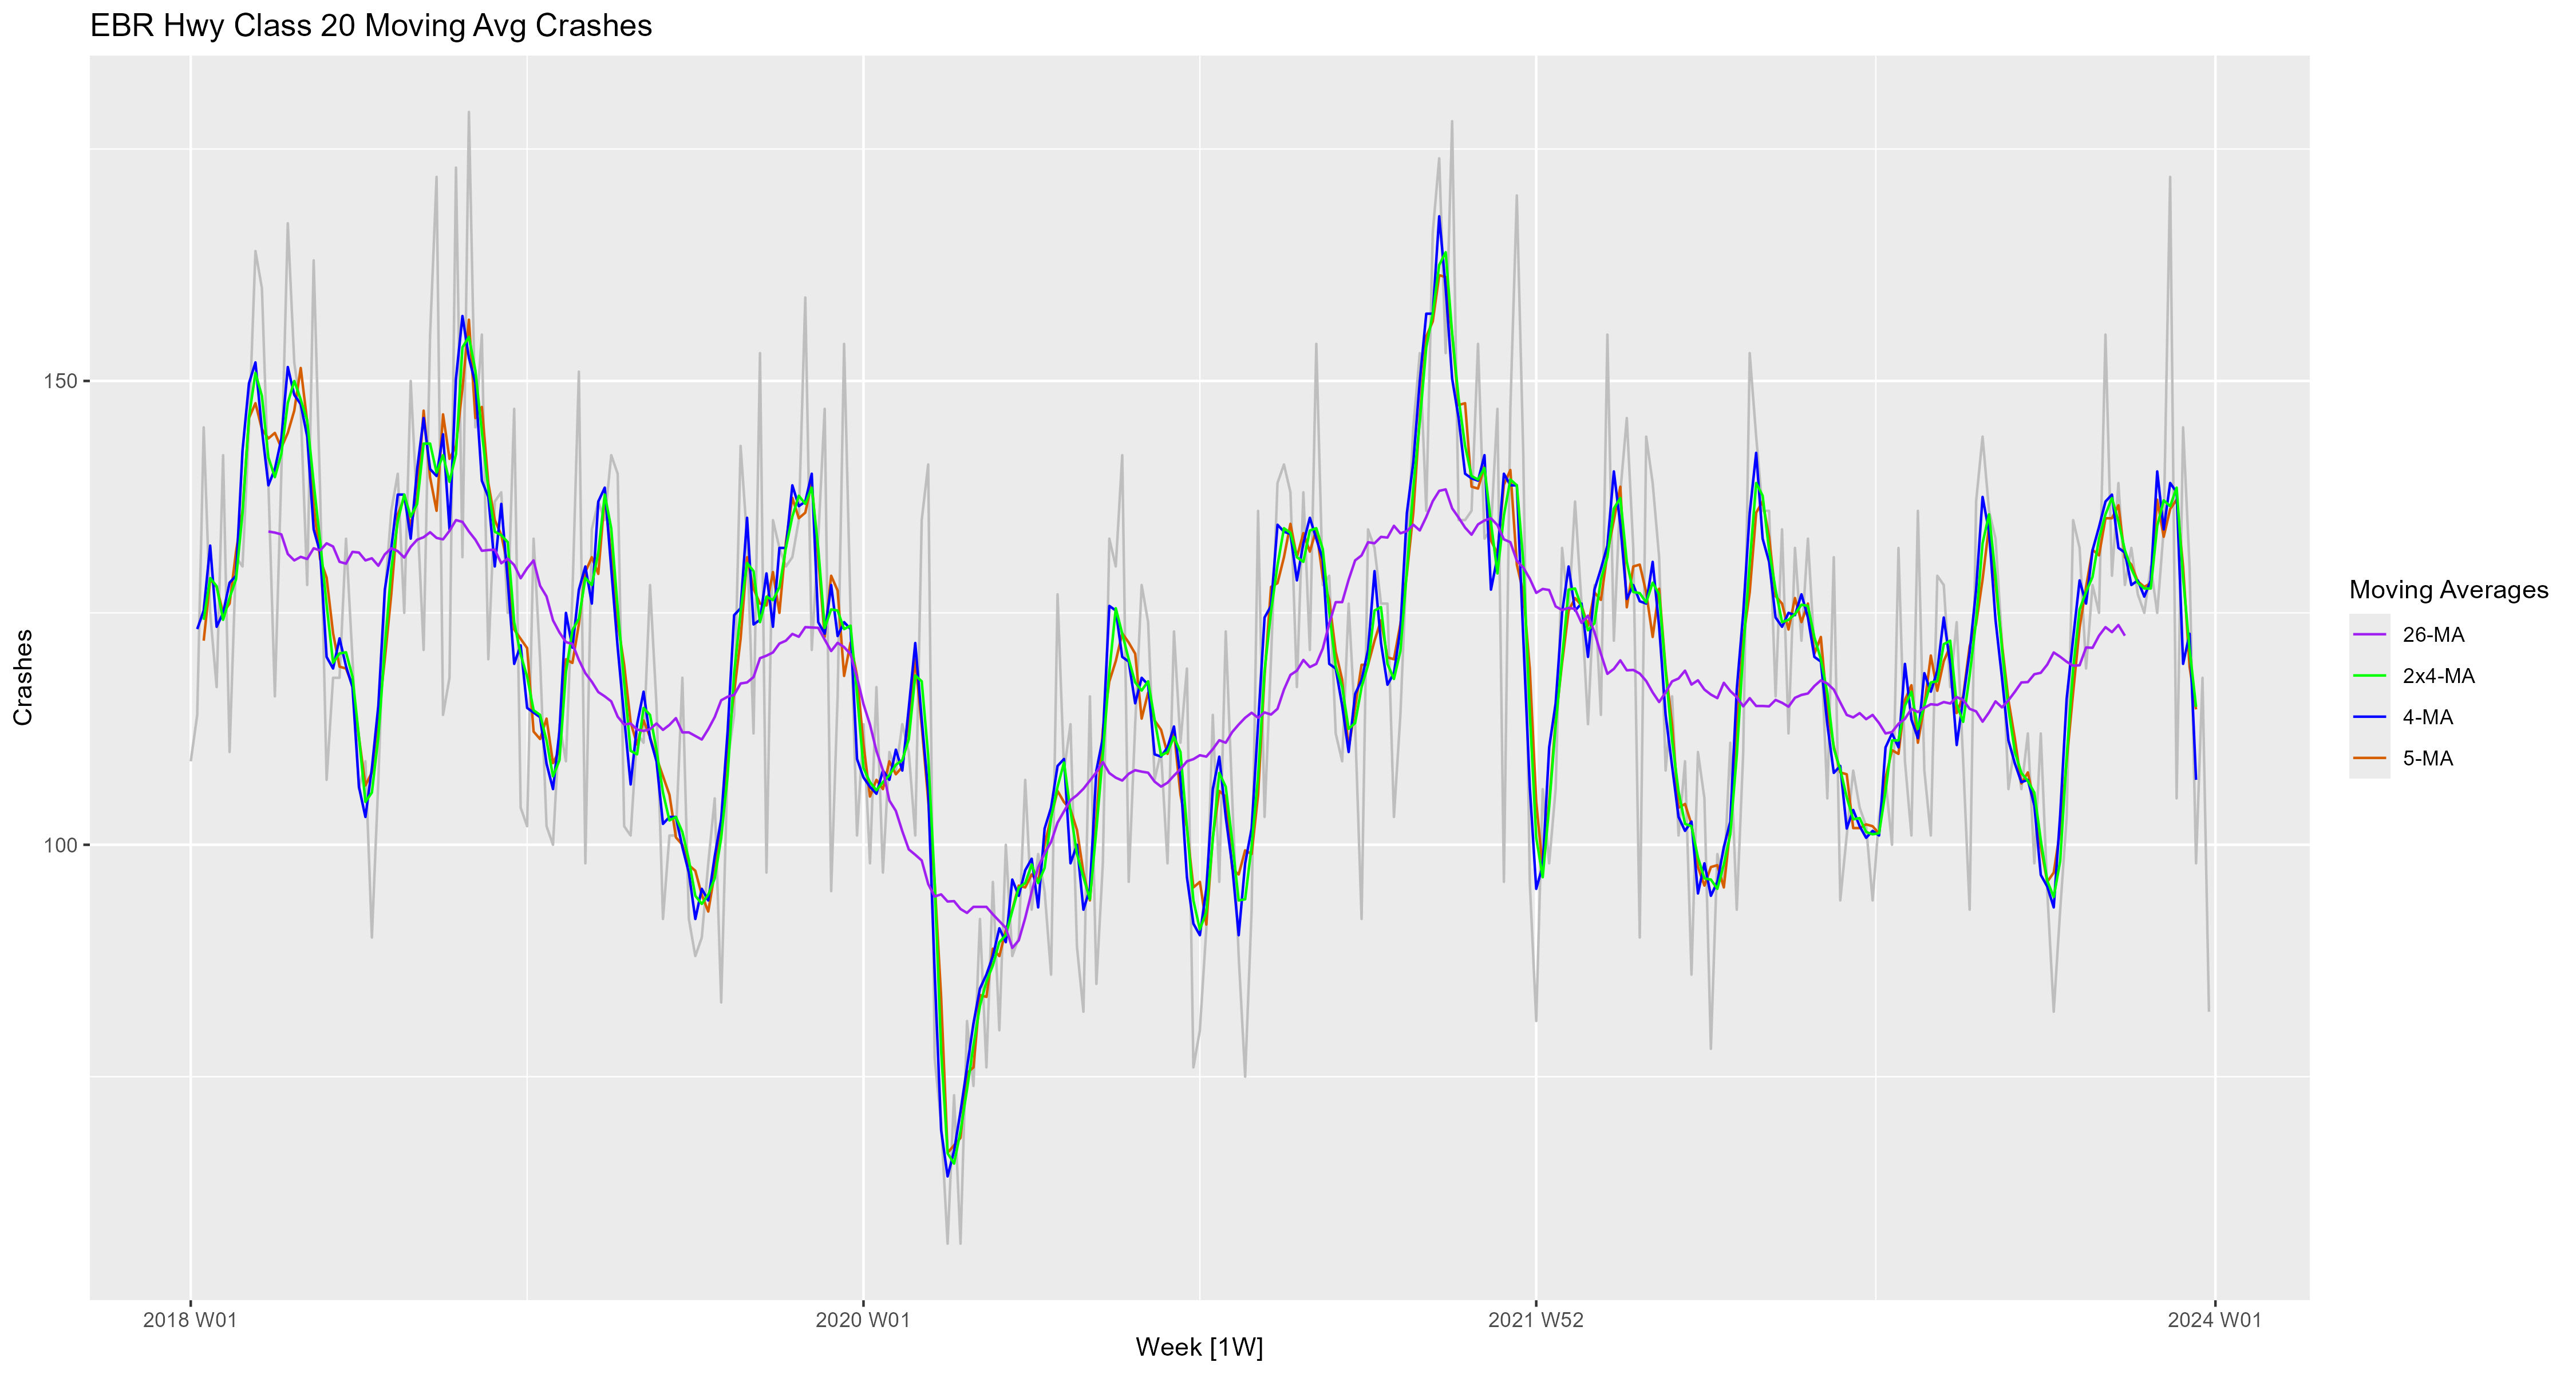 EBR Hwy Class 20 Moving Avg Crashes
Crashes
150
100
2018 W01
2020 W01
2021 W52
2024 W01
Week [1W]
Moving Averages
26-MA
2x4-MA
4-MA
5-MA